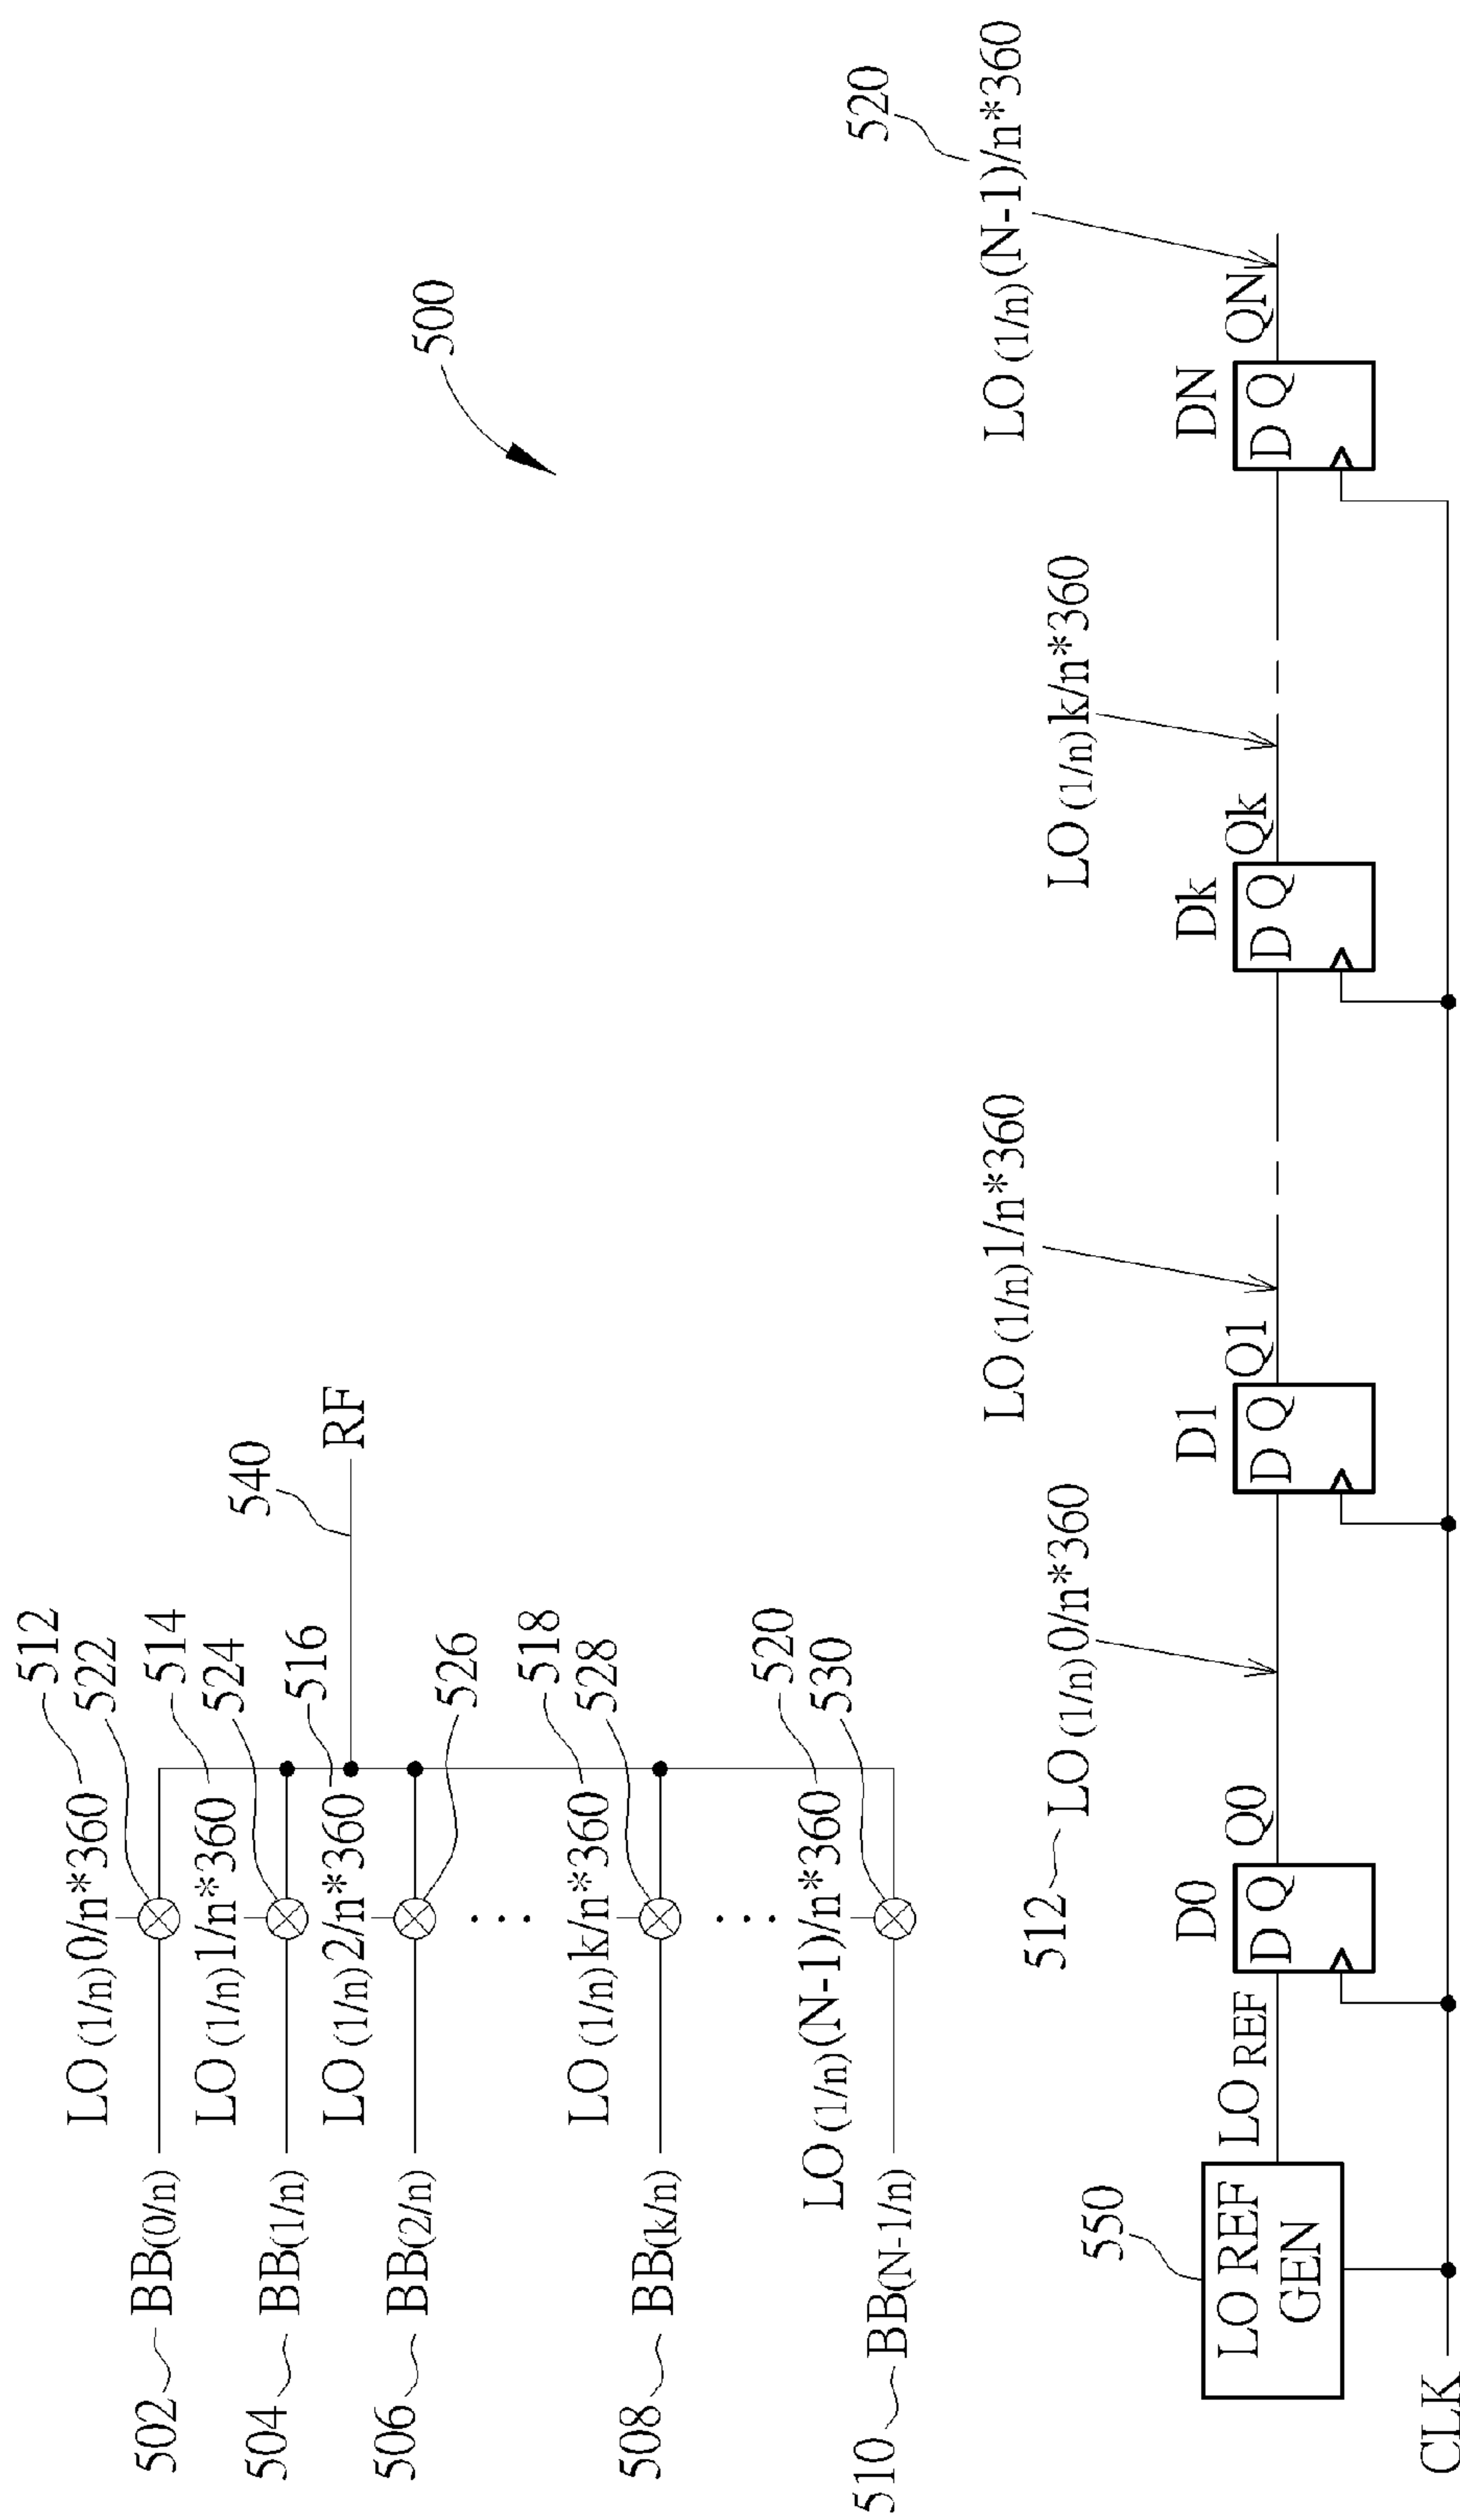 500
512
LO (1/n)0/n*360
522
502 BB(0/n)
514
LO (1/n)1/n*360
524
504 BB(1/n)
540
RF
516
LO (1/n)2/n*360
526
506 BB(2/n)
518
LO (1/n)k/n*360
528
508 BB(k/n)
520
LO (1/n)(N-1)/n*360
530
510 BB(N-1/n)
520
LO (1/n)(N-1)/n*360
LO (1/n)1/n*360
512 LO (1/n)0/n*360
LO (1/n)k/n*360
550
LO REF
GEN
LO REF
D0
Q0
D Q
D1
Q1
D Q
Dk
Qk
D Q
DN
QN
D Q
CLK